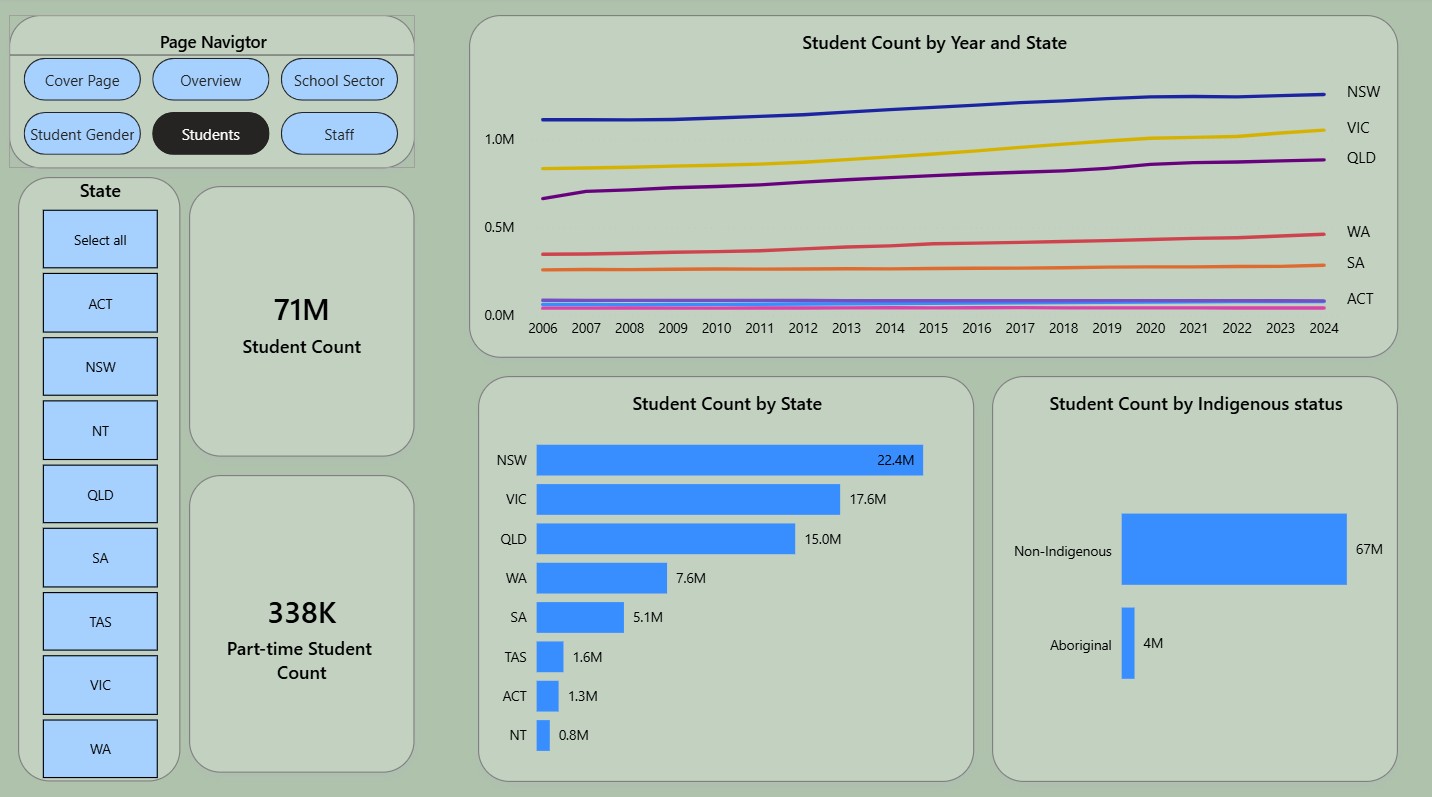 Page Navigtor
Cover Page
Overview
School Sector
Student Gender
Students
Staff
State
Select all
ACT
NSW
NT
QLD
SA
TAS
VIC
WA
71M
Student Count
338K
Part-time Student
Count
Student Count by Year and State
1.0M
0.5M
0.0M
NSW
VIC
QLD
WA
SA
ACT
2006 2007 2008 2009 2010 2011 2012 2013 2014 2015 2016 2017 2018 2019 2020 2021 2022 2023 2024
Student Count by State
NSW 22.4M
VIC 17.6M
QLD 15.0M
WA 7.6M
SA 5.1M
TAS 1.6M
ACT 1.3M
NT 0.8M
Student Count by Indigenous status
Non-Indigenous 67M
Aboriginal 4M